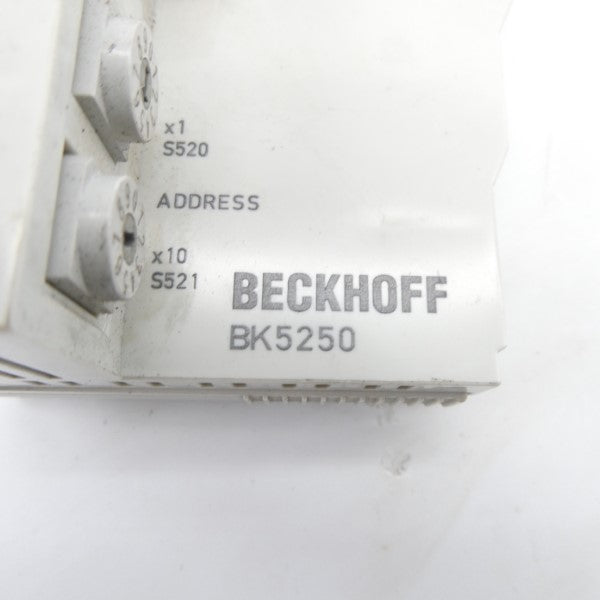 x1
S520
ADDRESS
x10
S521
BECKHOFF
BK5250